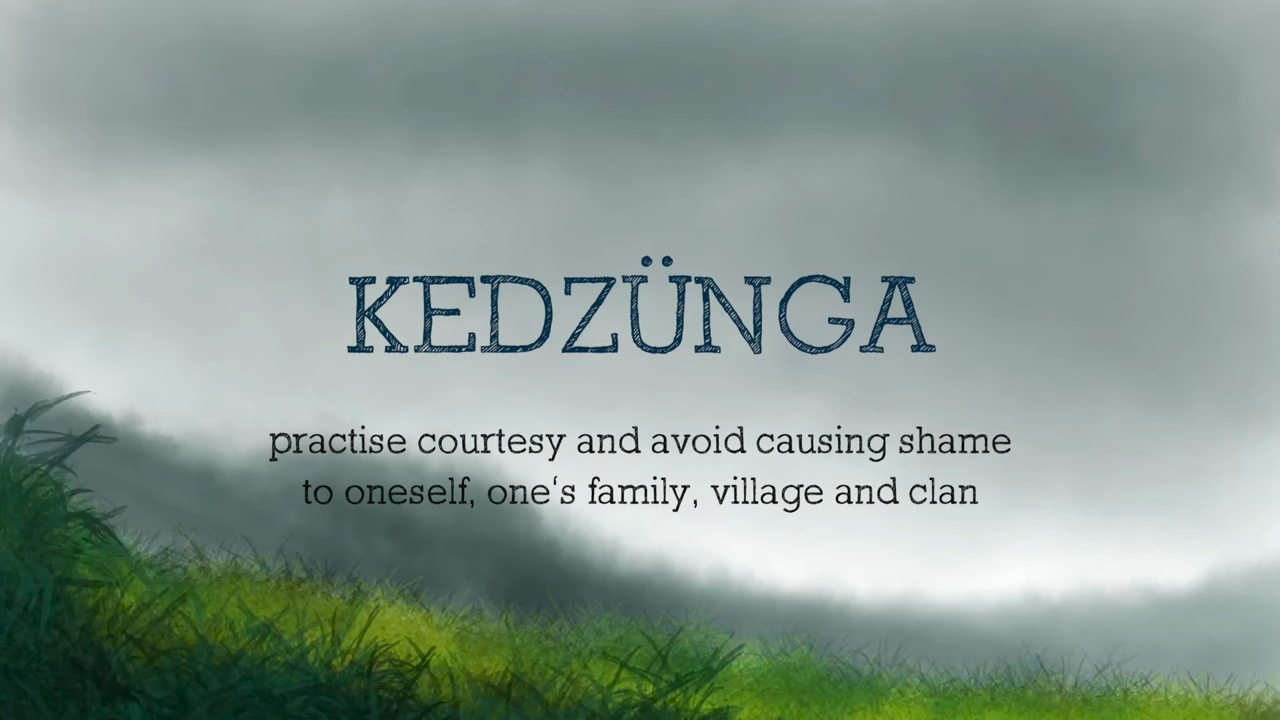 KEDZÜNGA
practise courtesy and avoid causing shame
to oneself, one‘s family, village and clan